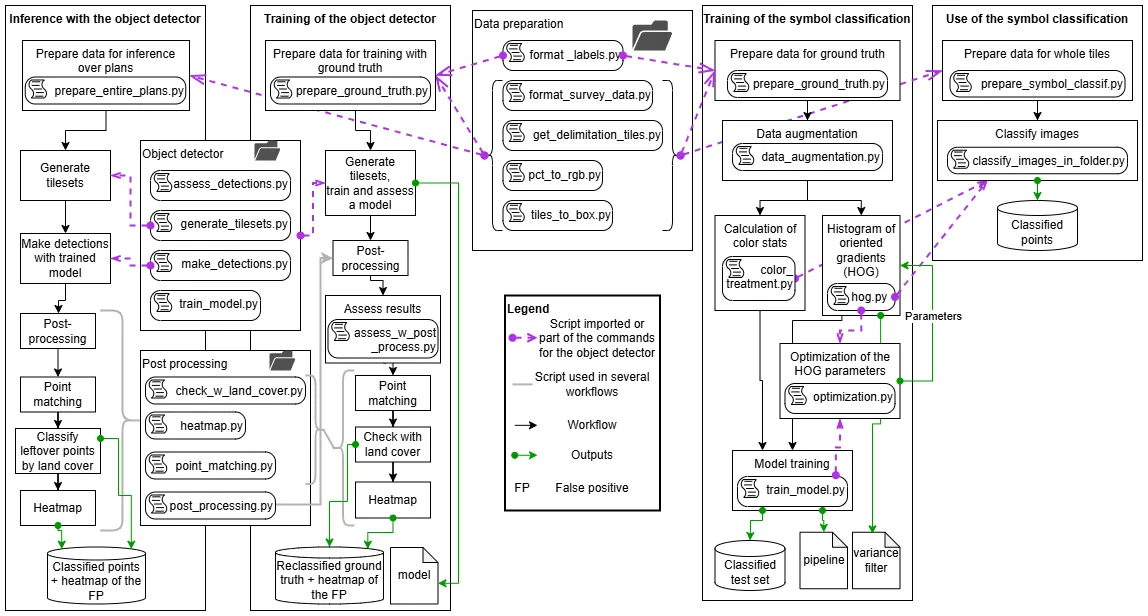 Inference with the object detector
Prepare data for inference
over plans
prepare_entire_plans.py
Generate
tilesets
Make detections
with trained
model
Post-
processing
Point
matching
Classify
leftover points
by land cover
Heatmap
Classified points
+ heatmap of the
FP
Object detector
assess_detections.py
generate_tilesets.py
make_detections.py
train_model.py
Post processing
check_w_land_cover.py
heatmap.py
point_matching.py
post_processing.py
Training of the object detector
Prepare data for training with
ground truth
prepare_ground_truth.py
Generate
tilesets,
train and assess
a model
Post-
processing
Assess results
assess_w_post
_process.py
Point
matching
Check with
land cover
Heatmap
Reclassified ground
truth + heatmap of
the FP
model
Data preparation
format _labels.py
format_survey_data.py
get_delimitation_tiles.py
pct_to_rgb.py
tiles_to_box.py
Legend
Script imported or
part of the commands
for the object detector
Script used in several
workflows
Workflow
Outputs
FP
False positive
Training of the symbol classification
Prepare data for ground truth
prepare_ground_truth.py
Data augmentation
data_augmentation.py
Calculation of
color stats
color_
treatment.py
Histogram of
oriented
gradients
(HOG)
hog.py
Parameters
Optimization of the
HOG parameters
optimization.py
Model training
train_model.py
Classified
test set
pipeline
variance
filter
Use of the symbol classification
Prepare data for whole tiles
prepare_symbol_classif.py
Classify images
classify_images_in_folder.py
Classified
points